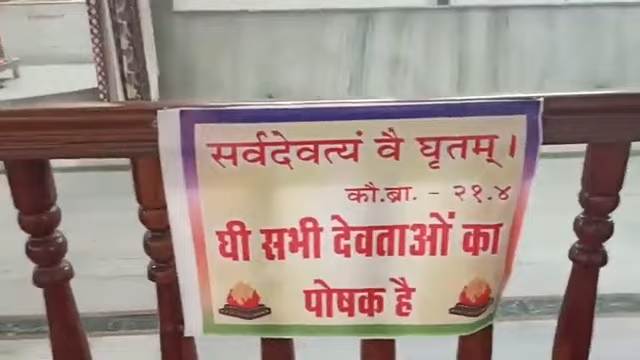 सर्वदेवत्यं वै घृतम्।
कौ.ब्रा. - २१.४
घी सभी देवताओं का
पोषक है